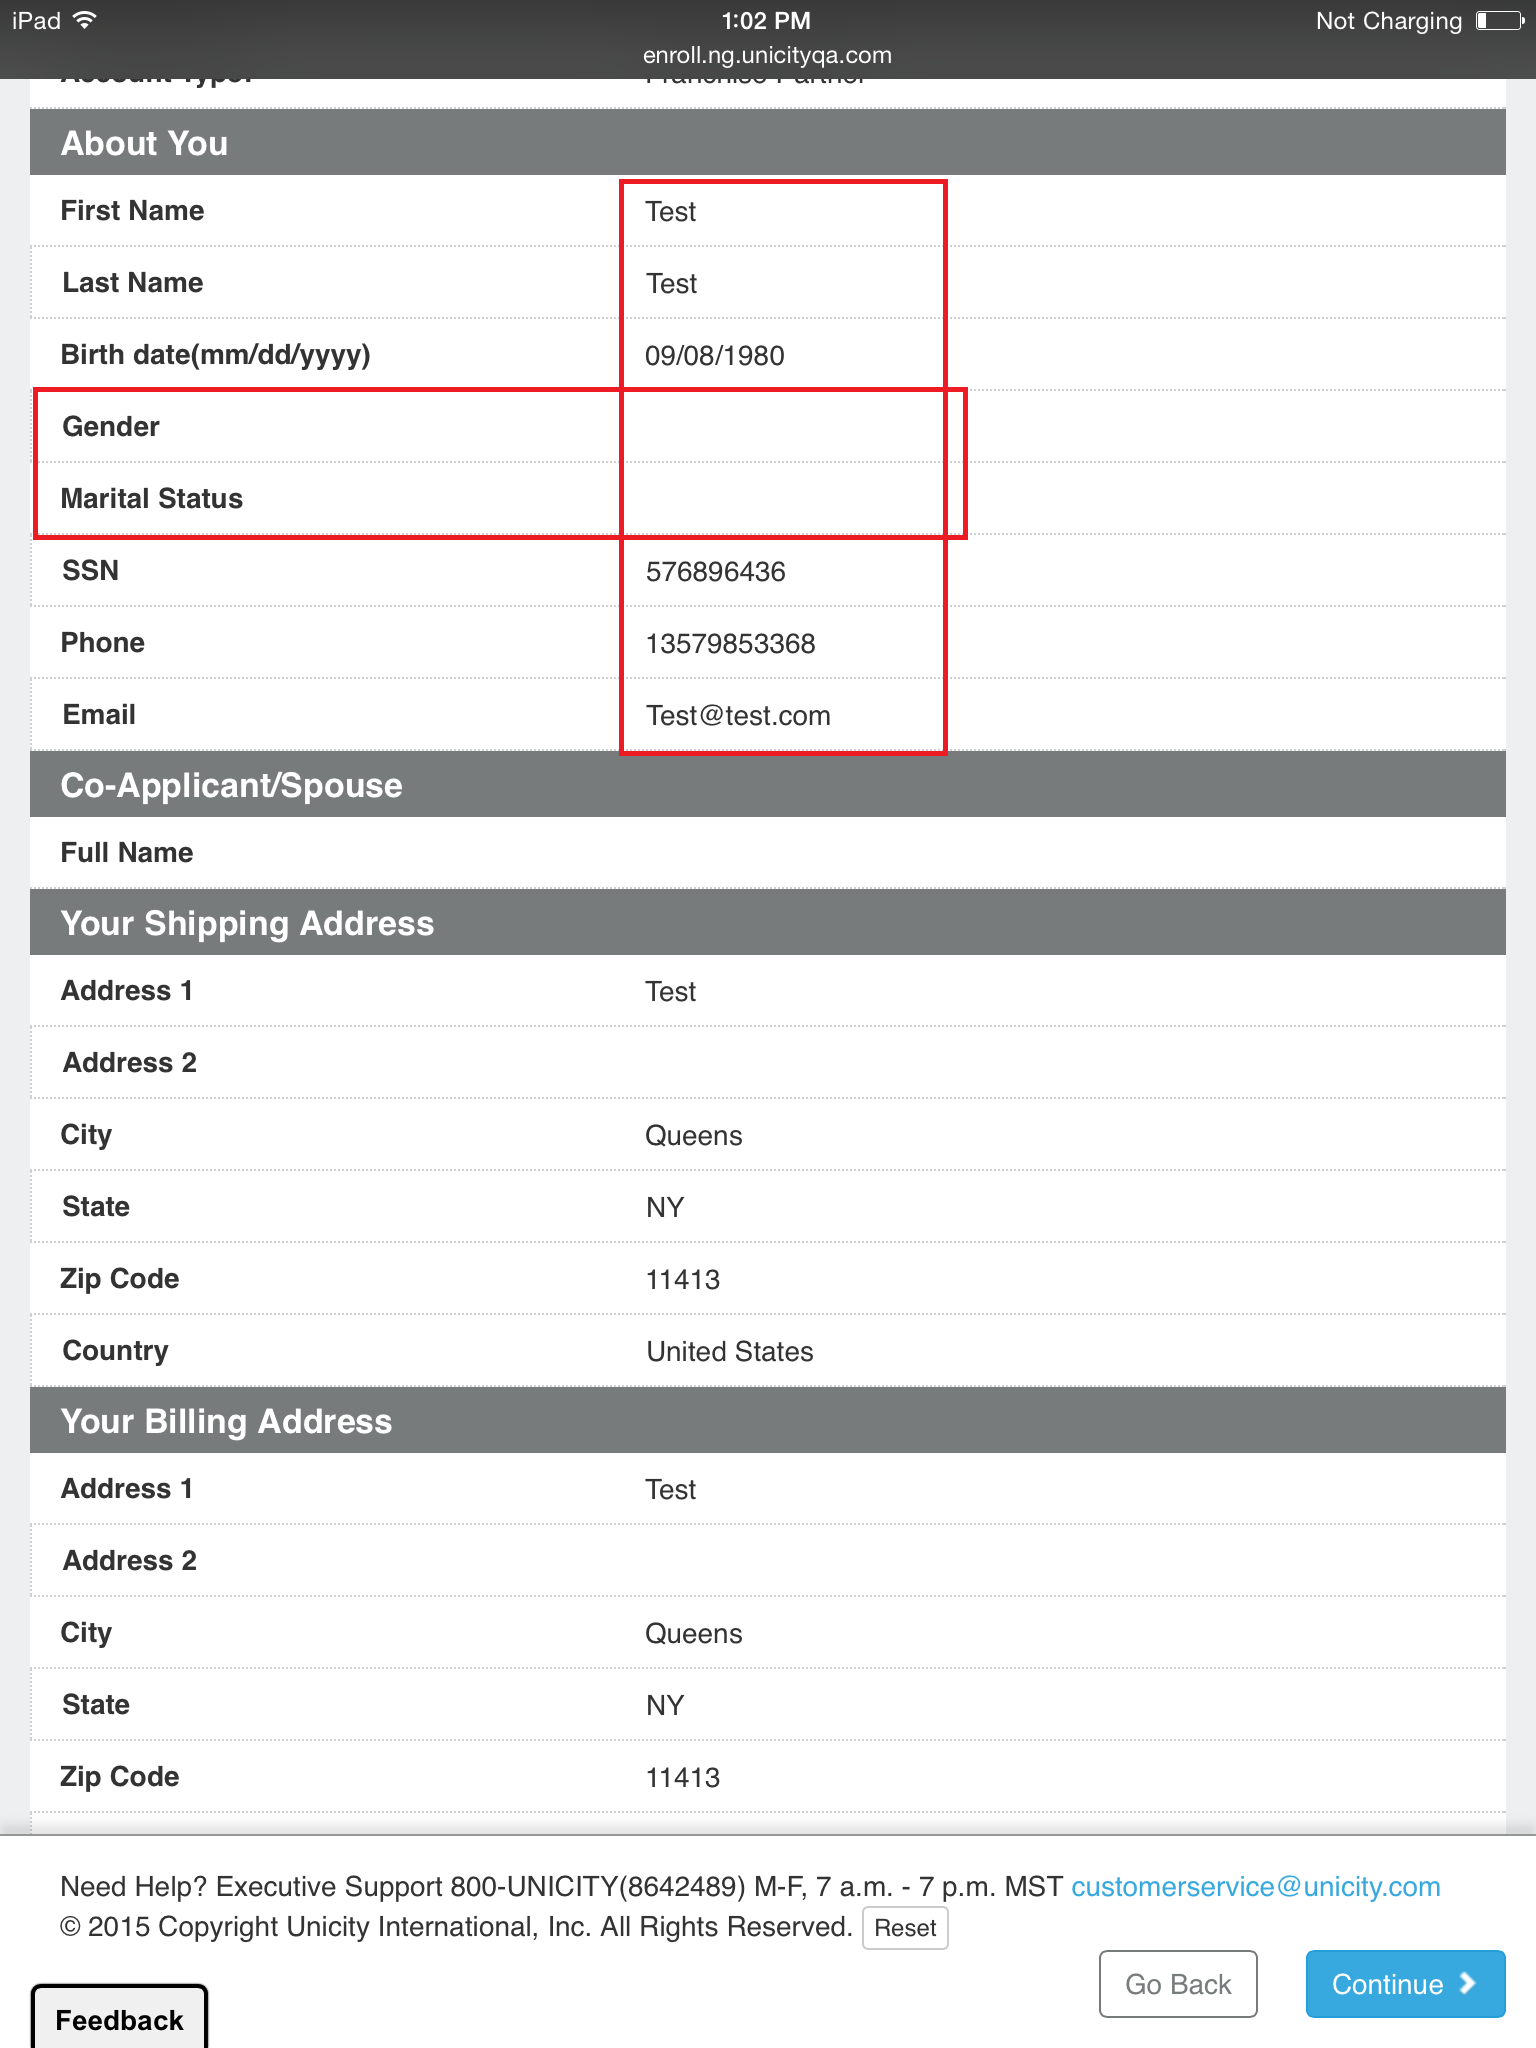 iPad 1:02 PM Not Charging
enroll.ng.unicityqa.com
Account Type: Franchise Partner
About You
First Name Test
Last Name Test
Birth date(mm/dd/yyyy) 09/08/1980
Gender
Marital Status
SSN 576896436
Phone 13579853368
Email Test@test.com
Co-Applicant/Spouse
Full Name
Your Shipping Address
Address 1 Test
Address 2
City Queens
State NY
Zip Code 11413
Country United States
Your Billing Address
Address 1 Test
Address 2
City Queens
State NY
Zip Code 11413
Need Help? Executive Support 800-UNICITY(8642489) M-F, 7 a.m. - 7 p.m. MST customerservice@unicity.com
© 2015 Copyright Unicity International, Inc. All Rights Reserved. Reset
Go Back Continue
Feedback